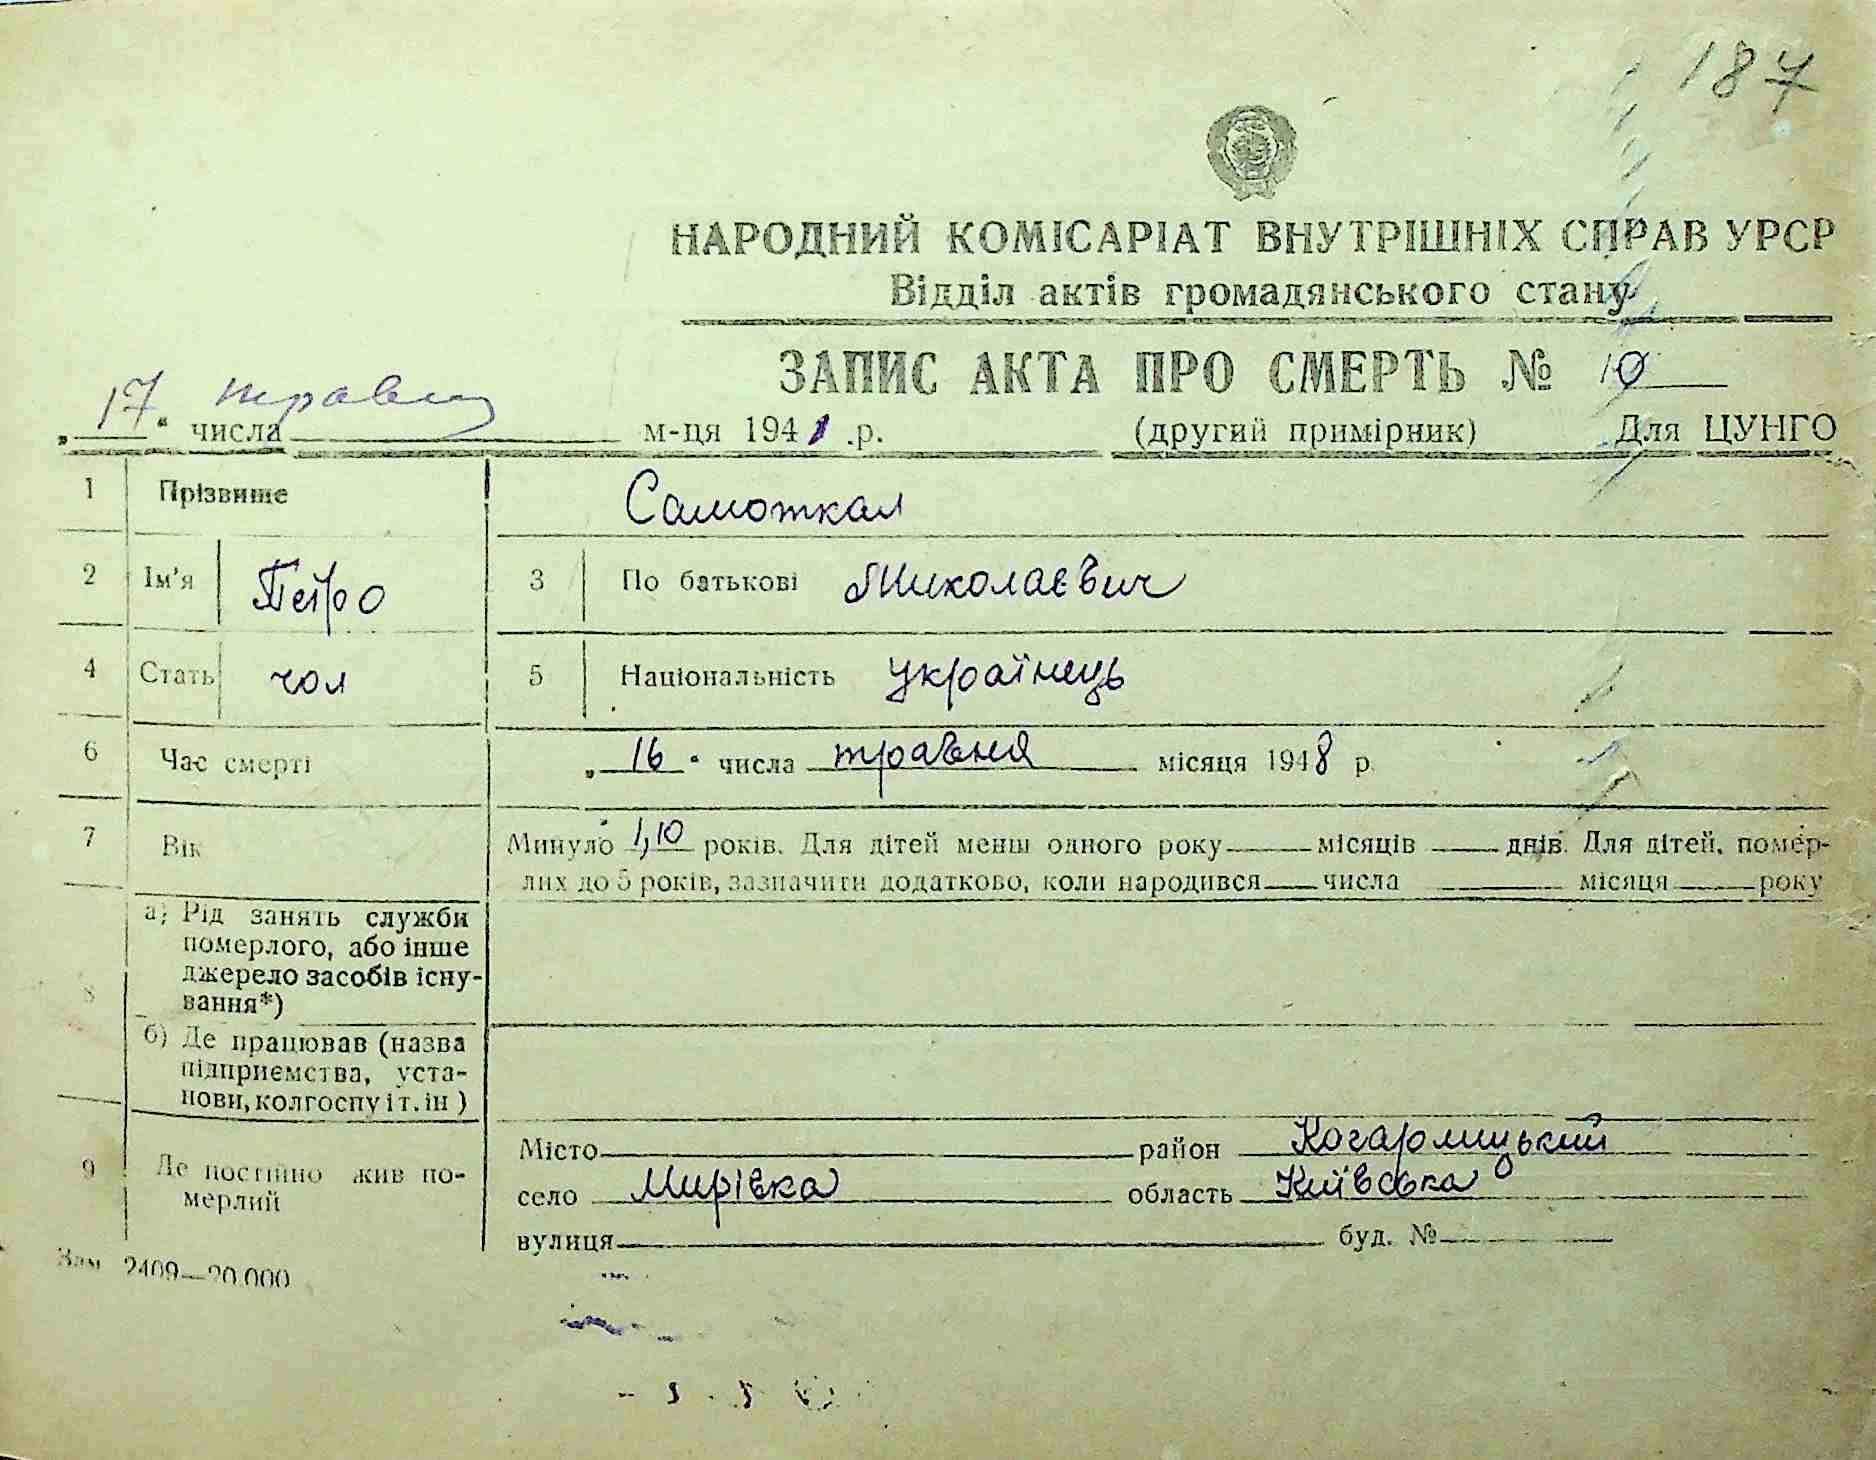 187
НАРОДНИЙ КОМІСАРІАТ ВНУТРІШНІХ СПРАВ УРСР
Відділ актів громадянського стану
ЗАПИС АКТА ПРО СМЕРТЬ № 10
„17" числа травня м-ця 194 .р. (другий примірник) Для ЦУНГО
1 Прізвище Самоткал
2 Ім'я Петро 3 По батькові Миколаєвич
4 Стать чол 5 Національність українець
6 Час смерті „16" числа травня місяця 1948 р.
7 Вік Минуло 1,10 років. Для дітей менш одного року місяців днів. Для дітей, помер-
лих до 5 років, зазначити додатково, коли народився числа місяця року
8 а) Рід занять служби
померлого, або інше
джерело засобів існу-
вання*)
б) Де працював (назва
підприємства, уста-
нови, колгоспу і т. ін )
9 Де постійно жив по-
мерлий
Місто район Кагарлицький
село Мирівка область Київська
вулиця буд. №
Зам 2409—20.000